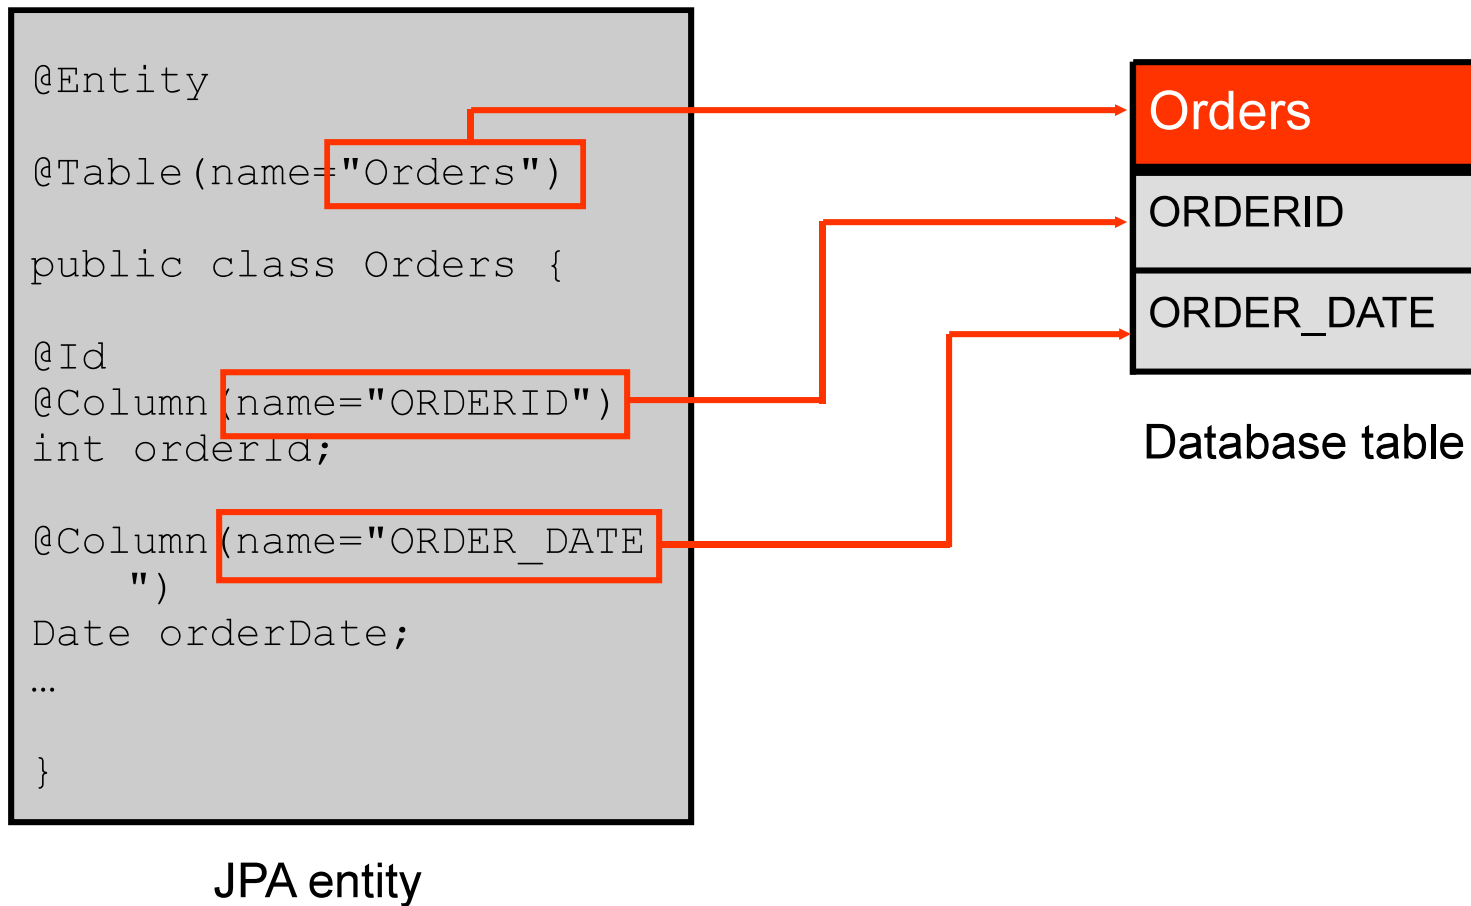 @Entity
@Table(name="Orders")
public class Orders {
@Id
@Column(name="ORDERID")
int orderId;
@Column(name="ORDER_DATE
")
Date orderDate;
…
}
JPA entity
Orders
ORDERID
ORDER_DATE
Database table